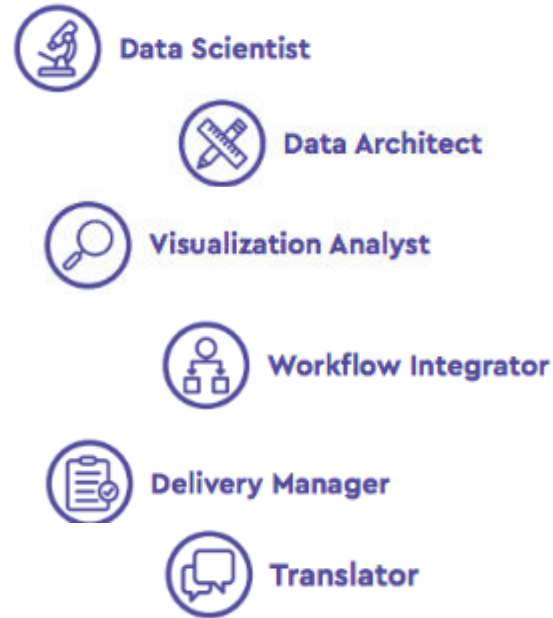 Data Scientist
Data Architect
Visualization Analyst
Workflow Integrator
Delivery Manager
Translator